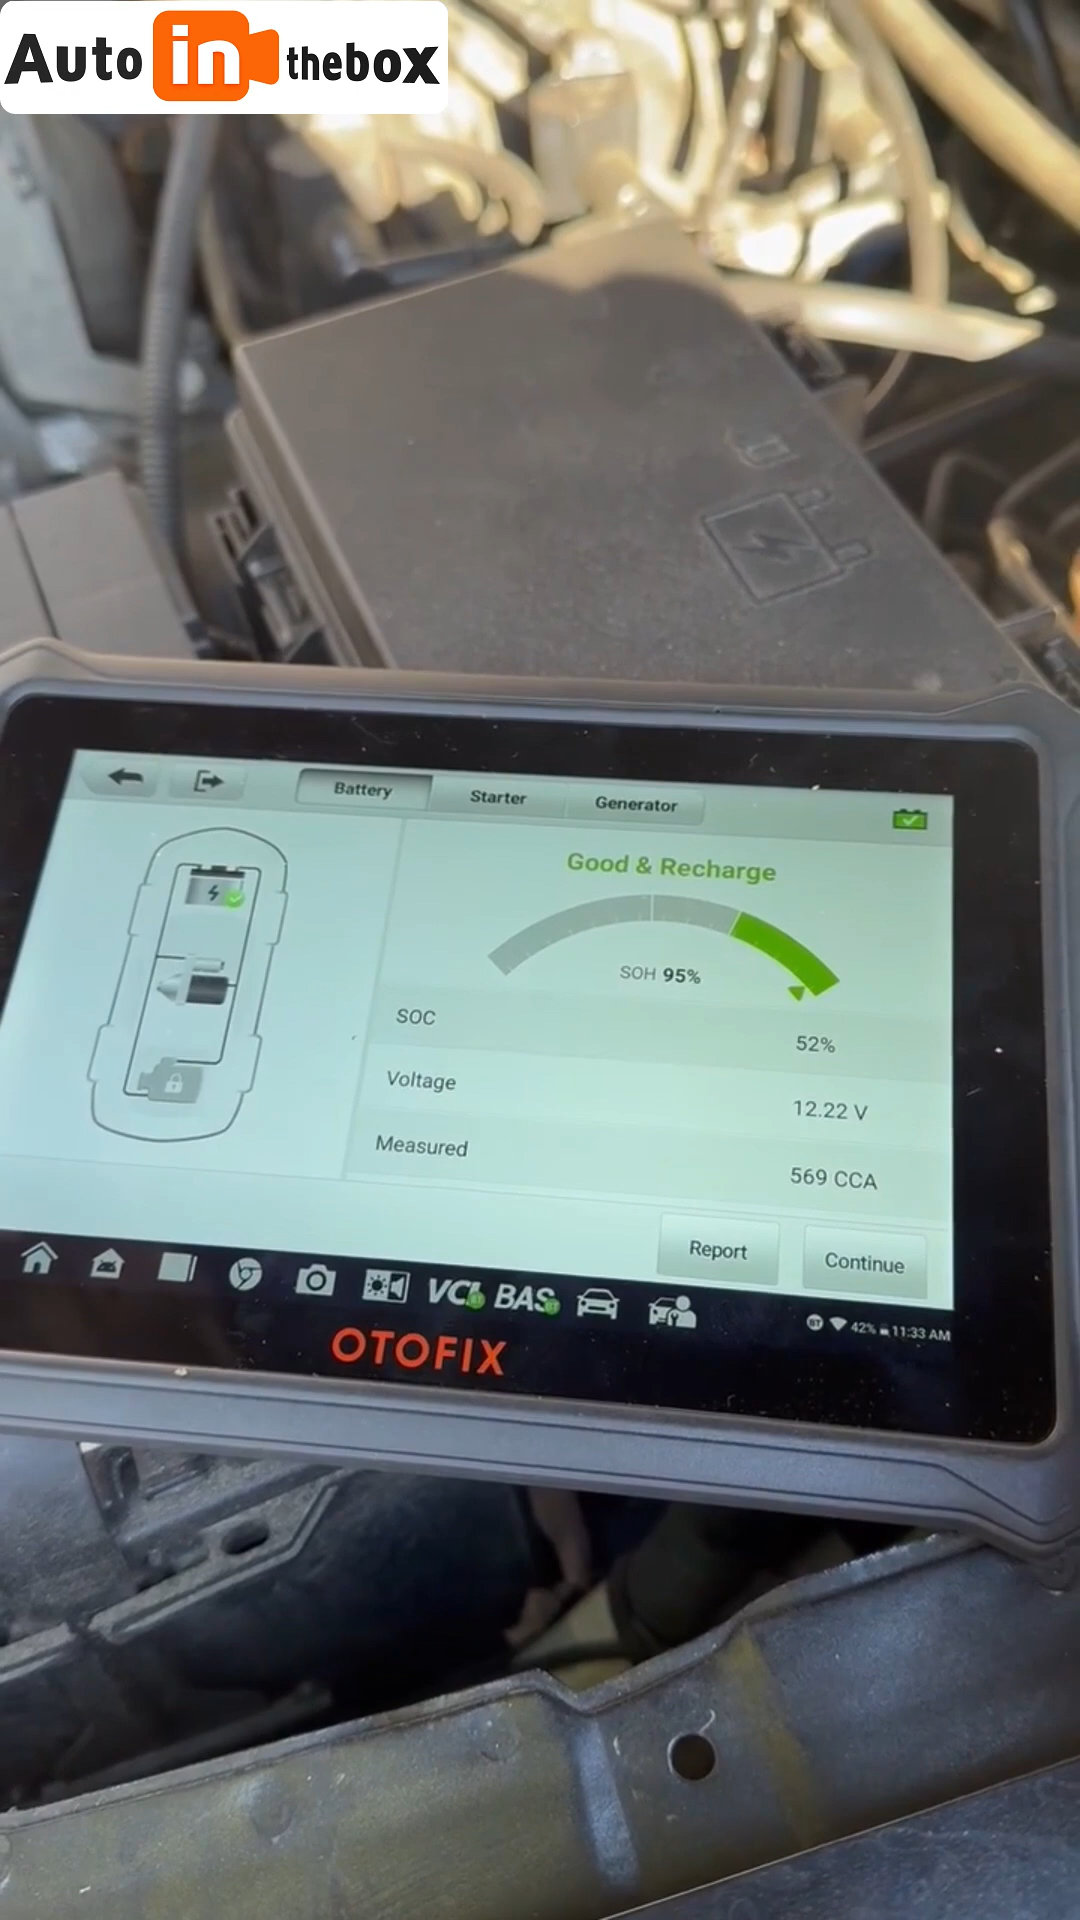 Auto in thebox
Battery
Starter
Generator
Good & Recharge
SOH 95%
SOC
52%
Voltage
12.22 V
Measured
569 CCA
Report
Continue
VCI BAS
42% 11:33 AM
OTOFIX